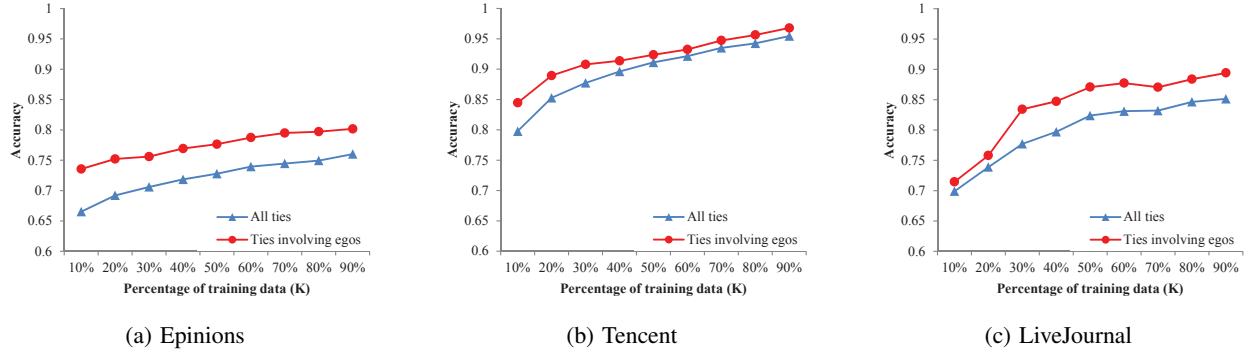 1
0.95
0.9
0.85
0.8
0.75
0.7
0.65
0.6
Accuracy
All ties
Ties involving egos
10% 20% 30% 40% 50% 60% 70% 80% 90%
Percentage of training data (K)
(a) Epinions
1
0.95
0.9
0.85
0.8
0.75
0.7
0.65
0.6
Accuracy
All ties
Ties involving egos
10% 20% 30% 40% 50% 60% 70% 80% 90%
Percentage of training data (K)
(b) Tencent
1
0.95
0.9
0.85
0.8
0.75
0.7
0.65
0.6
Accuracy
All ties
Ties involving egos
10% 20% 30% 40% 50% 60% 70% 80% 90%
Percentage of training data (K)
(c) LiveJournal